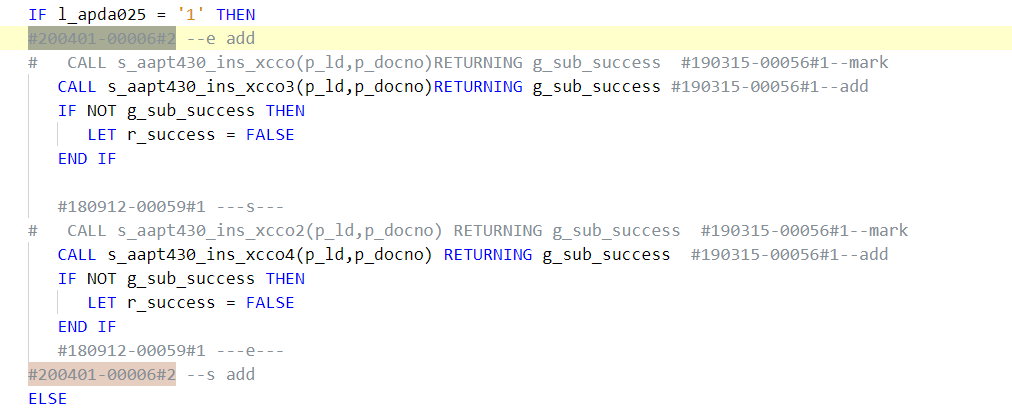 IF l_apda025 = '1' THEN
#200401-00006#2 --e add
#   CALL s_aapt430_ins_xcco(p_ld,p_docno)RETURNING g_sub_success  #190315-00056#1--mark
CALL s_aapt430_ins_xcco3(p_ld,p_docno)RETURNING g_sub_success #190315-00056#1--add
IF NOT g_sub_success THEN
LET r_success = FALSE
END IF
#180912-00059#1 ---s---
#   CALL s_aapt430_ins_xcco2(p_ld,p_docno) RETURNING g_sub_success  #190315-00056#1--mark
CALL s_aapt430_ins_xcco4(p_ld,p_docno) RETURNING g_sub_success  #190315-00056#1--add
IF NOT g_sub_success THEN
LET r_success = FALSE
END IF
#180912-00059#1 ---e---
#200401-00006#2 --s add
ELSE